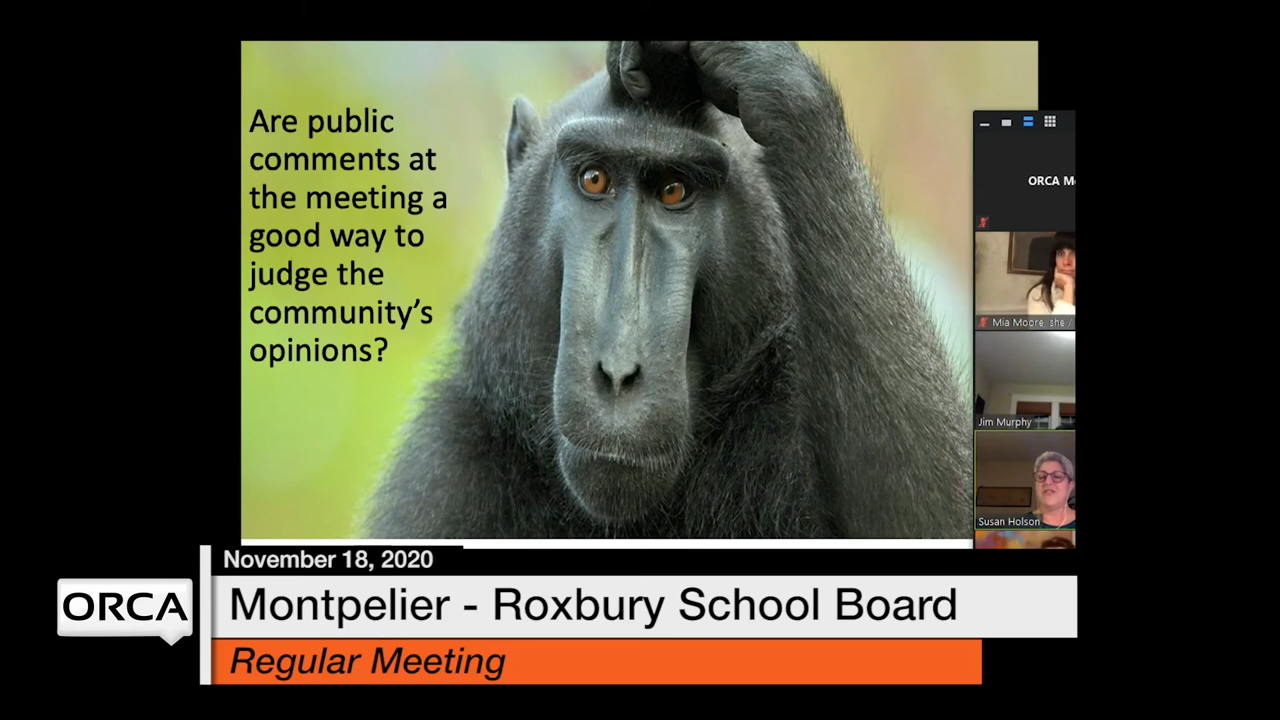 Are public
comments at
the meeting a
good way to
judge the
community's
opinions?
ORCA M
Mia Moore she /
Jim Murphy
Susan Holson
November 18, 2020
ORCA
Montpelier - Roxbury School Board
Regular Meeting